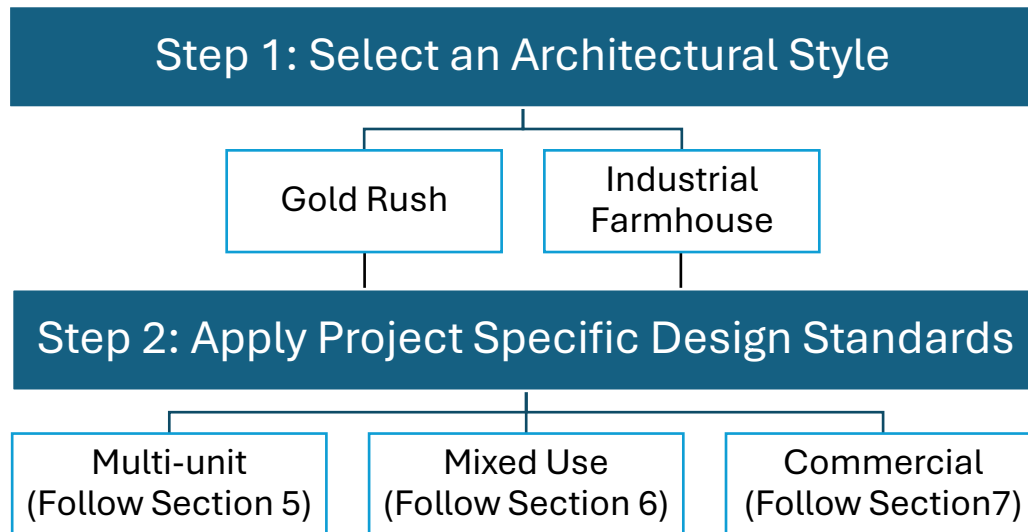 Step 1: Select an Architectural Style
Gold Rush
Industrial
Farmhouse
Step 2: Apply Project Specific Design Standards
Multi-unit
(Follow Section 5)
Mixed Use
(Follow Section 6)
Commercial
(Follow Section7)